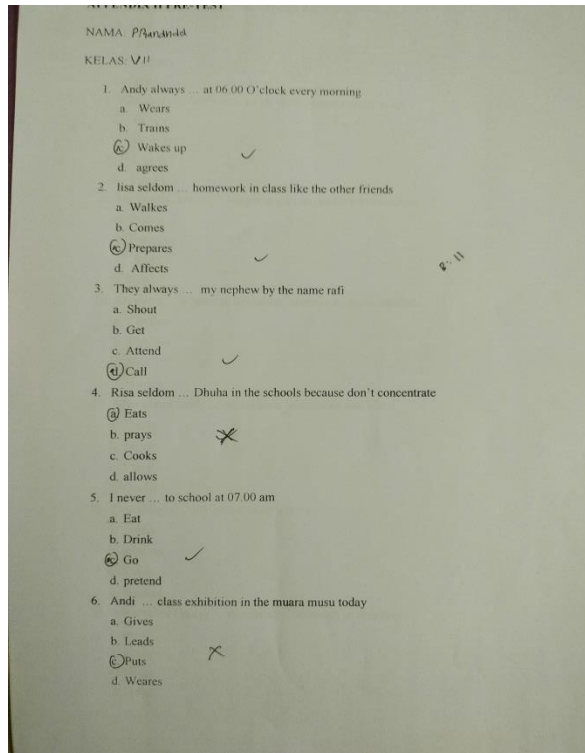 NAMA:
KELAS: VII
1. Andy always ... at 06.00 O'clock every morning
a. Wears
b. Trains
c. Wakes up
d. agrees
2. lisa seldom ... homework in class like the other friends
a. Walkes
b. Comes
c. Prepares
d. Affects
3. They always ... my nephew by the name rafi
a. Shout
b. Get
c. Attend
d. Call
4. Risa seldom ... Dhuha in the schools because don't concentrate
a. Eats
b. prays
c. Cooks
d. allows
5. I never ... to school at 07.00 am
a. Eat
b. Drink
c. Go
d. pretend
6. Andi ... class exhibition in the muara musu today
a. Gives
b. Leads
c. Puts
d. Weares